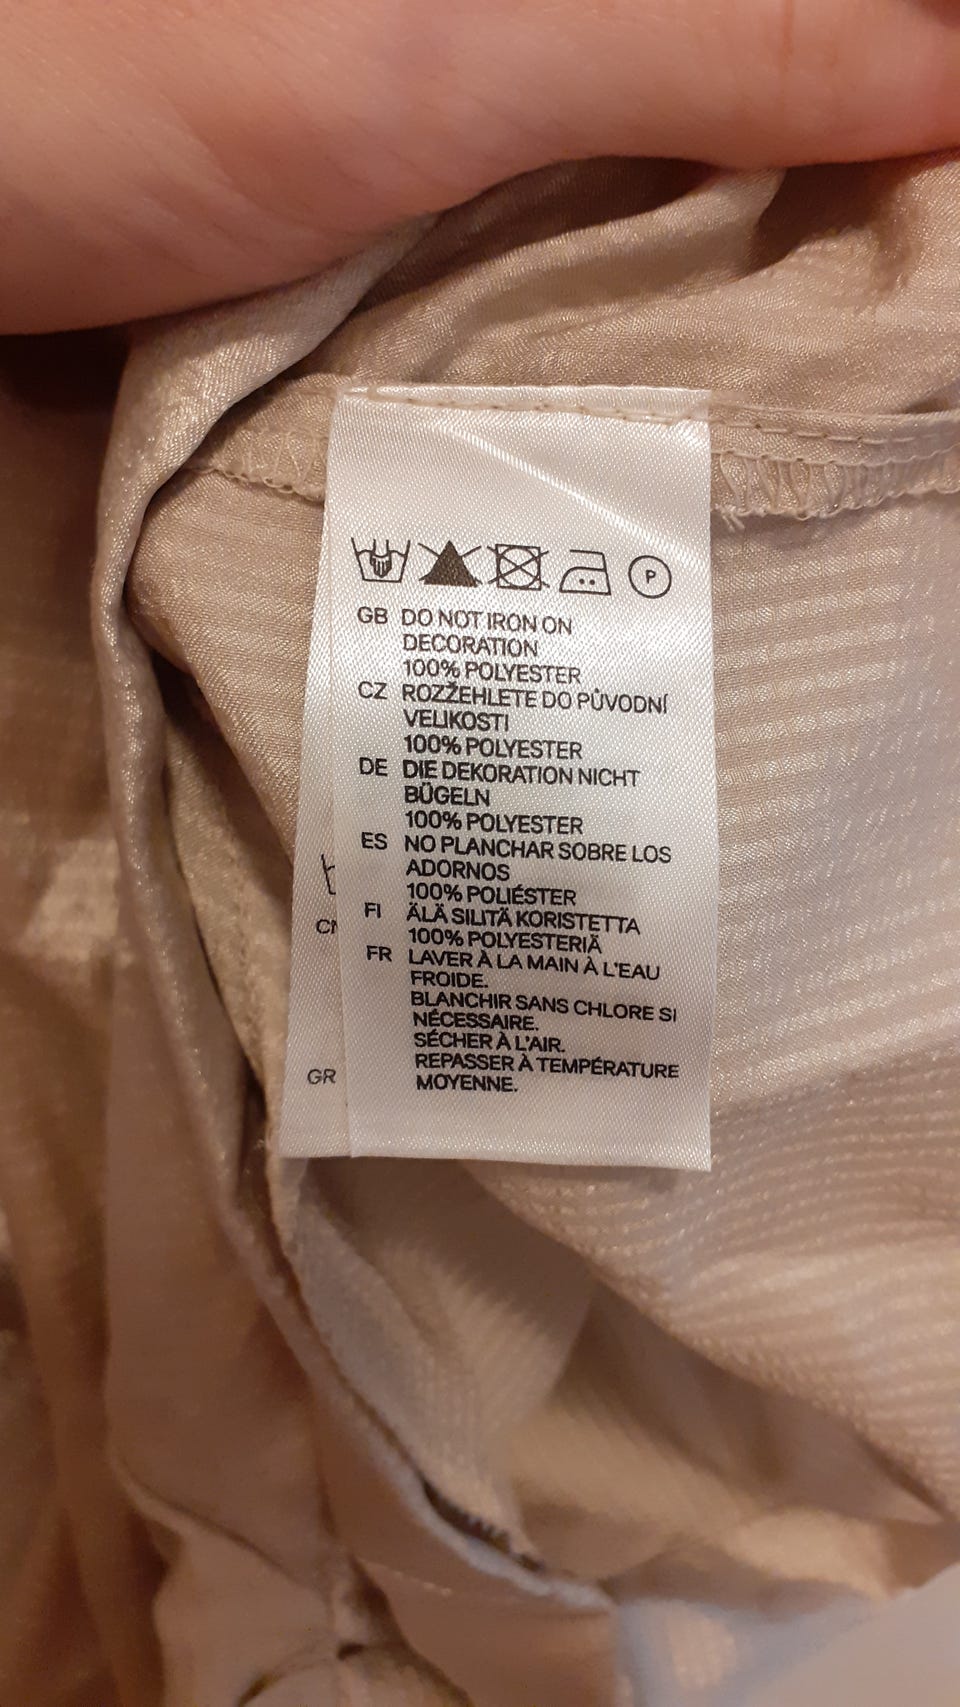 P
GB DO NOT IRON ON
DECORATION
100% POLYESTER
CZ ROZŽEHLETE DO PŮVODNÍ
VELIKOSTI
100% POLYESTER
DE DIE DEKORATION NICHT
BÜGELN
100% POLYESTER
ES NO PLANCHAR SOBRE LOS
ADORNOS
100% POLIÉSTER
FI ÄLÄ SILITÄ KORISTETTA
100% POLYESTERIÄ
FR LAVER À LA MAIN À L'EAU
FROIDE.
BLANCHIR SANS CHLORE SI
NÉCESSAIRE.
SÉCHER À L'AIR.
REPASSER À TEMPÉRATURE
MOYENNE.
GR